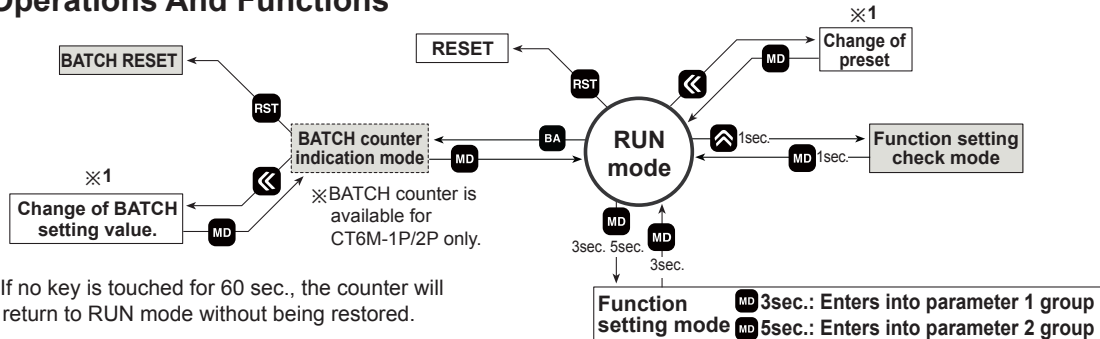 Operations And Functions
※1
Change of
preset
MD
RESET
RST
BATCH RESET
RST
BATCH counter
indication mode
BA
MD
RUN
mode
1sec.
MD 1sec.
Function setting
check mode
※1
Change of BATCH
setting value.
MD
※BATCH counter is
available for
CT6M-1P/2P only.
MD
3sec. 5sec.
MD
3sec.
If no key is touched for 60 sec., the counter will
return to RUN mode without being restored.
Function
setting mode
MD 3sec.: Enters into parameter 1 group
MD 5sec.: Enters into parameter 2 group